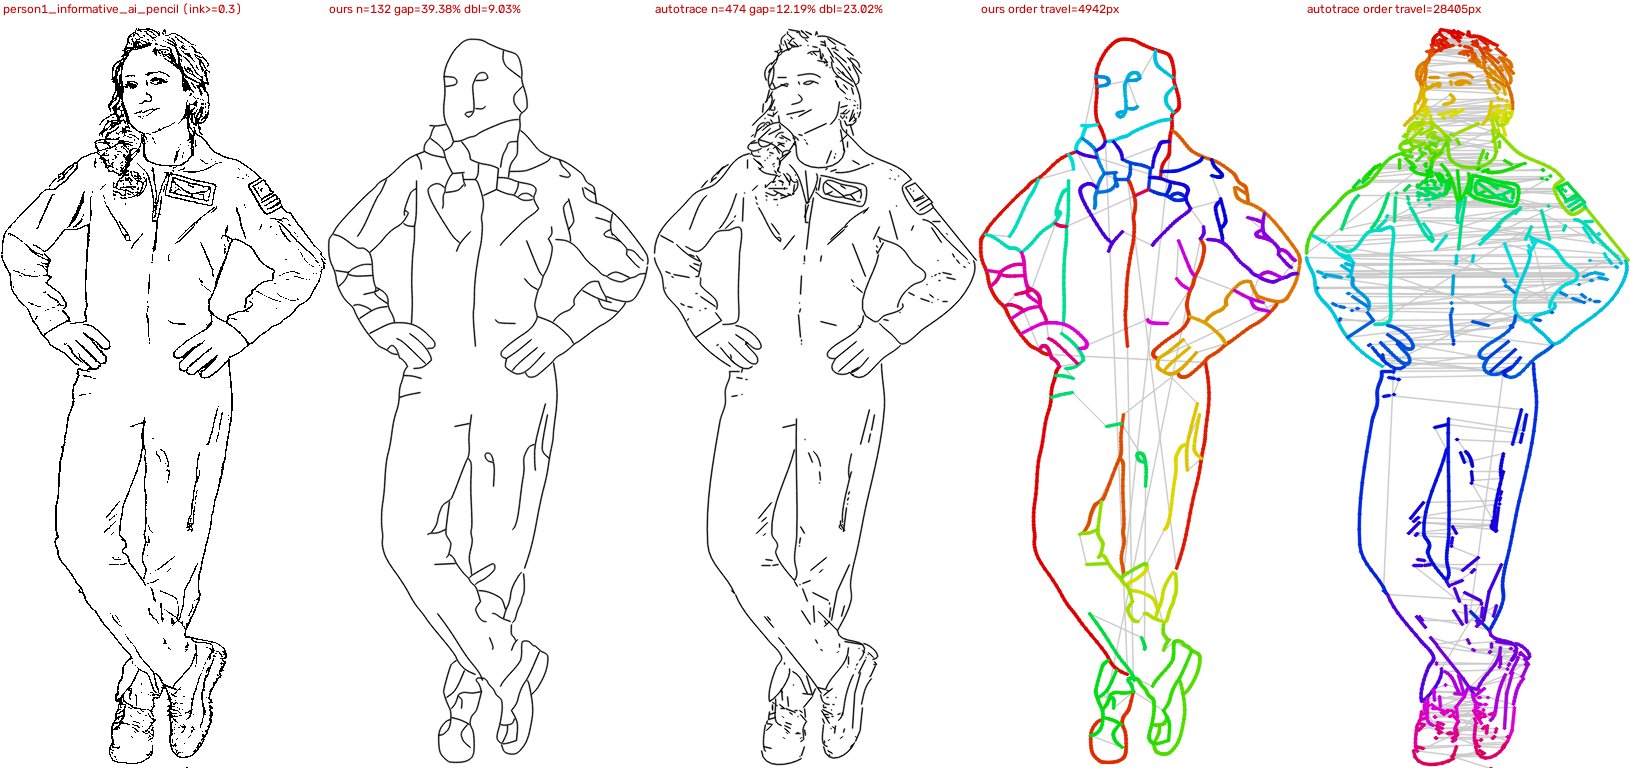 person1_informative_ai_pencil (ink>=0.3)
ours n=132 gap=39.38% dbl=9.03%
autotrace n=474 gap=12.19% dbl=23.02%
ours order travel=4942px
autotrace order travel=28405px